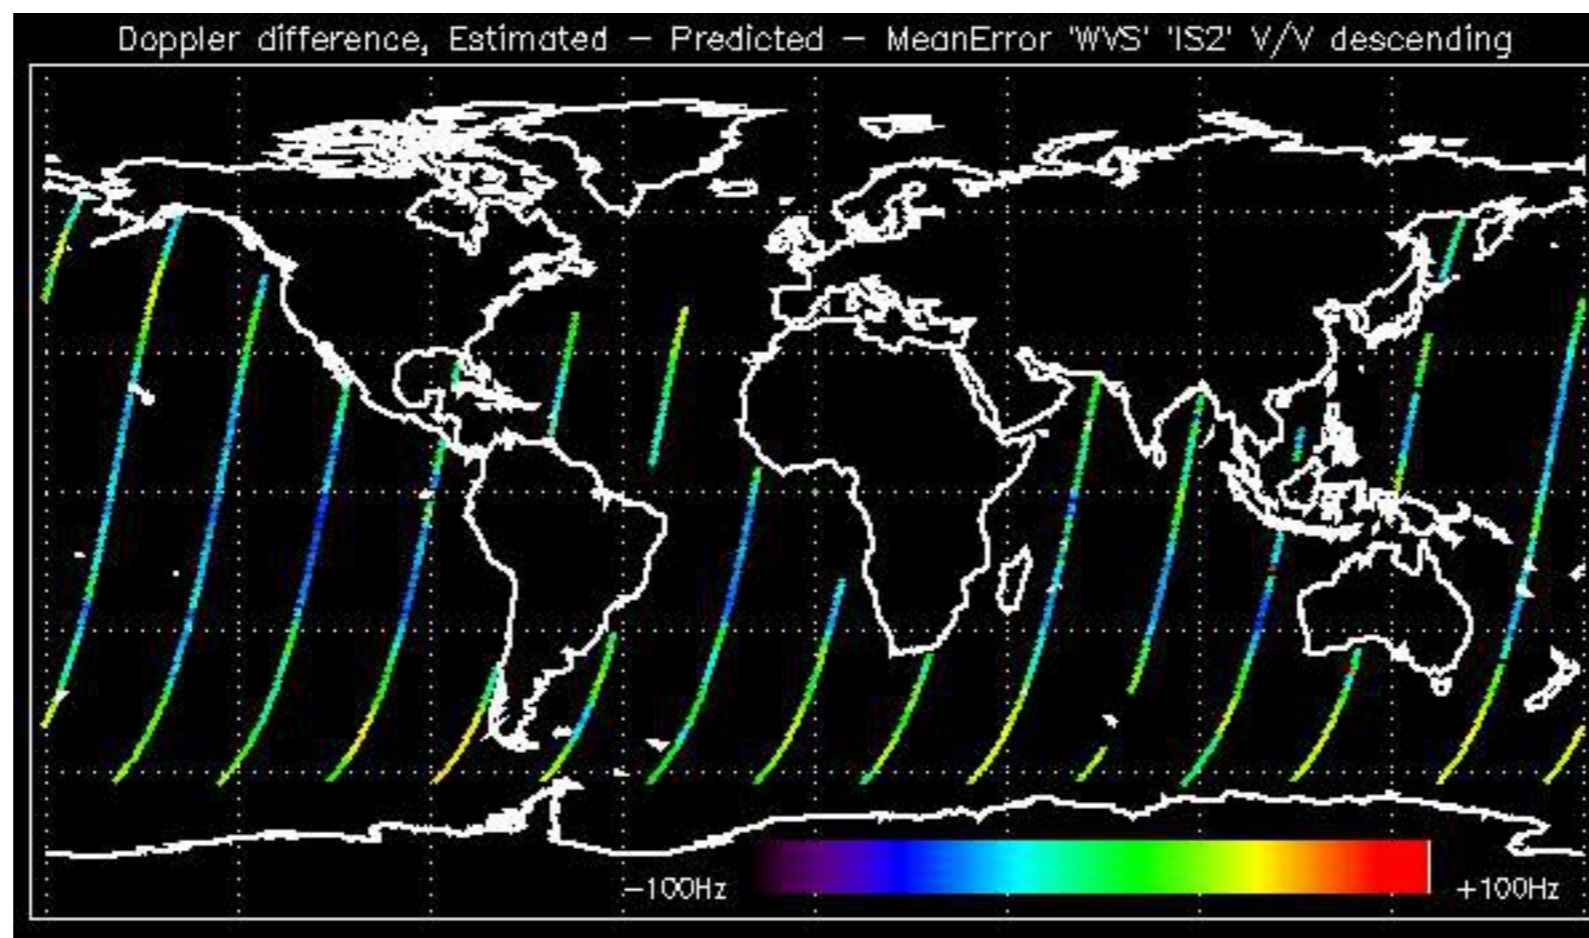 Doppler difference, Estimated – Predicted – MeanError 'WVS' 'IS2' V/V descending
−100Hz +100Hz